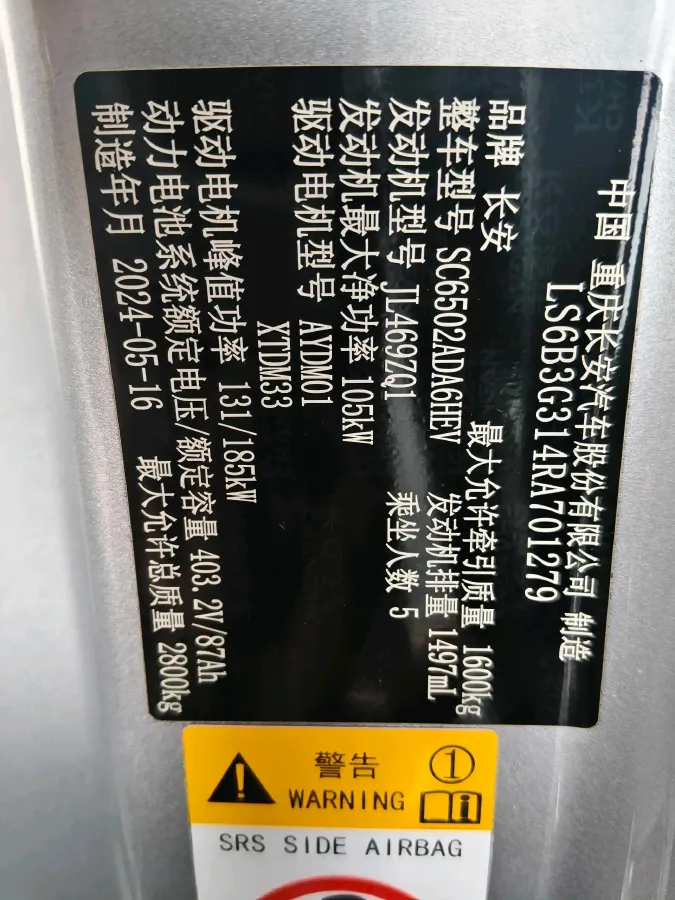 中国 重庆长安汽车股份有限公司 制造
LS6B3G314RA701279
品牌 长安
整车型号 SC6502ADA6HEV 最大允许牵引质量 1600kg
发动机型号 JL469ZQ1 发动机排量 1497mL
发动机最大净功率 105kW 乘坐人数 5
驱动电机型号 AYDM01
XTDM33
驱动电机峰值功率 131/185kW
动力电池系统额定电压/额定容量 403.2V/87Ah
制造年月 2024-05-16 最大允许总质量 2800kg
警告 1
WARNING
SRS SIDE AIRBAG